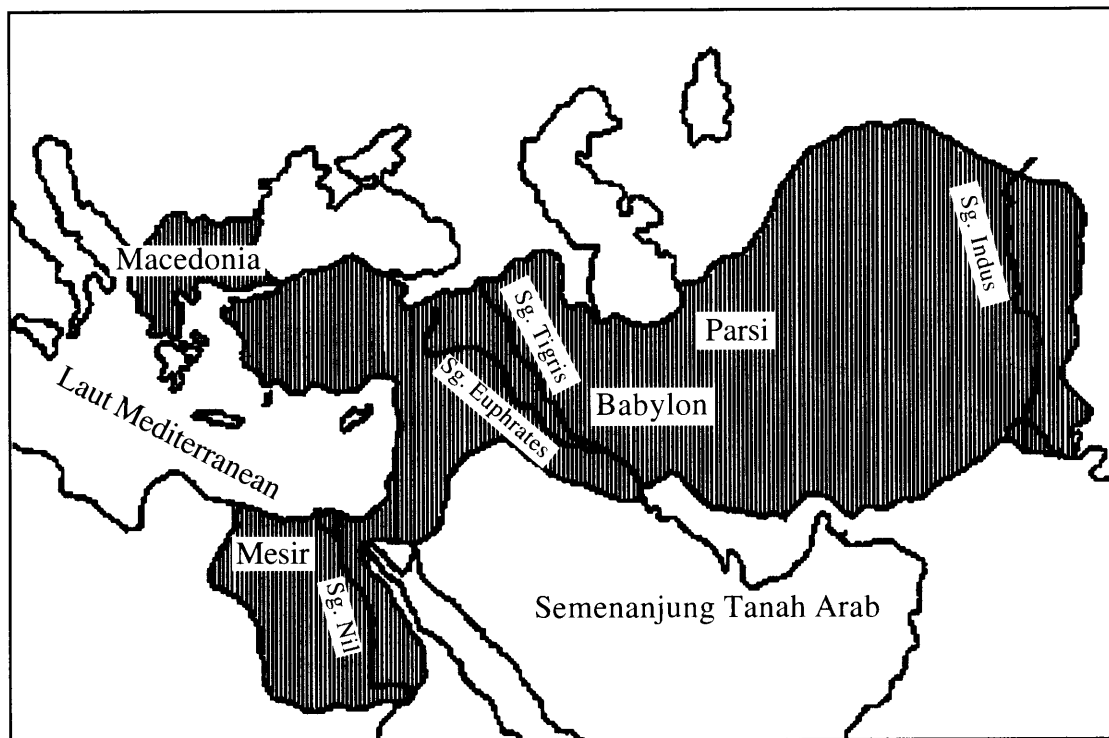 Macedonia
Sg. Indus
Sg. Tigris
Parsi
Sg. Euphrates
Babylon
Laut Mediterranean
Mesir
Sg. Nil
Semenanjung Tanah Arab